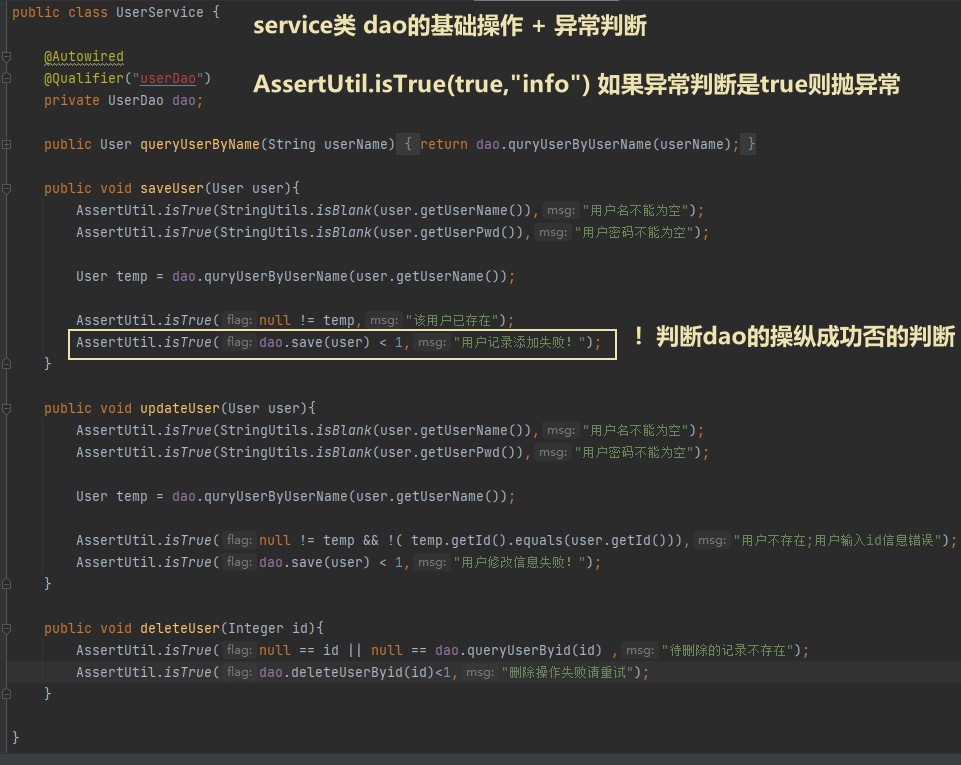 public class UserService {
service类 dao的基础操作 + 异常判断
@Autowired
@Qualifier("userDao")
AssertUtil.isTrue(true,"info") 如果异常判断是true则抛异常
private UserDao dao;
public User queryUserByName(String userName) { return dao.quryUserByUserName(userName); }
public void saveUser(User user){
AssertUtil.isTrue(StringUtils.isBlank(user.getUserName()), msg: "用户名不能为空");
AssertUtil.isTrue(StringUtils.isBlank(user.getUserPwd()), msg: "用户密码不能为空");
User temp = dao.quryUserByUserName(user.getUserName());
AssertUtil.isTrue( flag: null != temp, msg: "该用户已存在");
AssertUtil.isTrue( flag: dao.save(user) < 1, msg: "用户记录添加失败！");
！判断dao的操纵成功否的判断
}
public void updateUser(User user){
AssertUtil.isTrue(StringUtils.isBlank(user.getUserName()), msg: "用户名不能为空");
AssertUtil.isTrue(StringUtils.isBlank(user.getUserPwd()), msg: "用户密码不能为空");
User temp = dao.quryUserByUserName(user.getUserName());
AssertUtil.isTrue( flag: null != temp && !( temp.getId().equals(user.getId())), msg: "用户不存在;用户输入id信息错误");
AssertUtil.isTrue( flag: dao.save(user) < 1, msg: "用户修改信息失败！");
}
public void deleteUser(Integer id){
AssertUtil.isTrue( flag: null == id || null == dao.queryUserByid(id) , msg: "待删除的记录不存在");
AssertUtil.isTrue( flag: dao.deleteUserByid(id)<1, msg: "删除操作失败请重试");
}
}